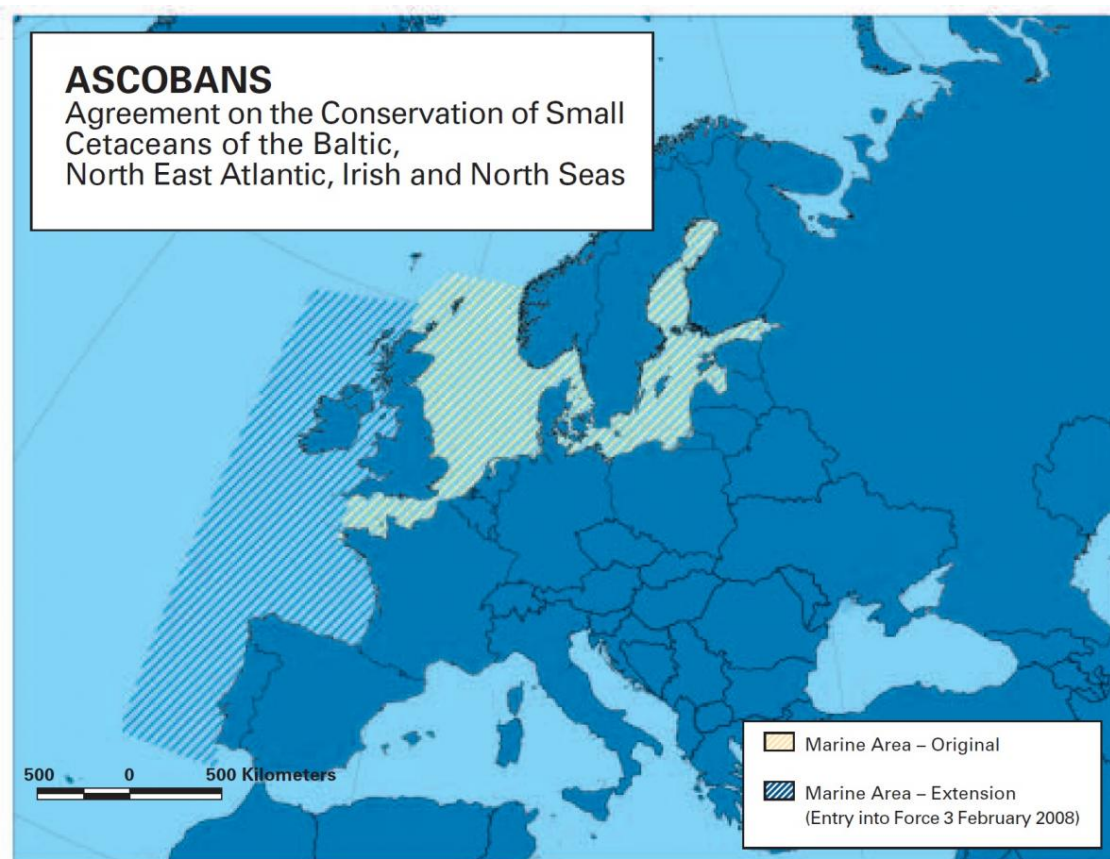 ASCOBANS
Agreement on the Conservation of Small
Cetaceans of the Baltic,
North East Atlantic, Irish and North Seas
500 0 500 Kilometers
Marine Area – Original
Marine Area – Extension
(Entry into Force 3 February 2008)